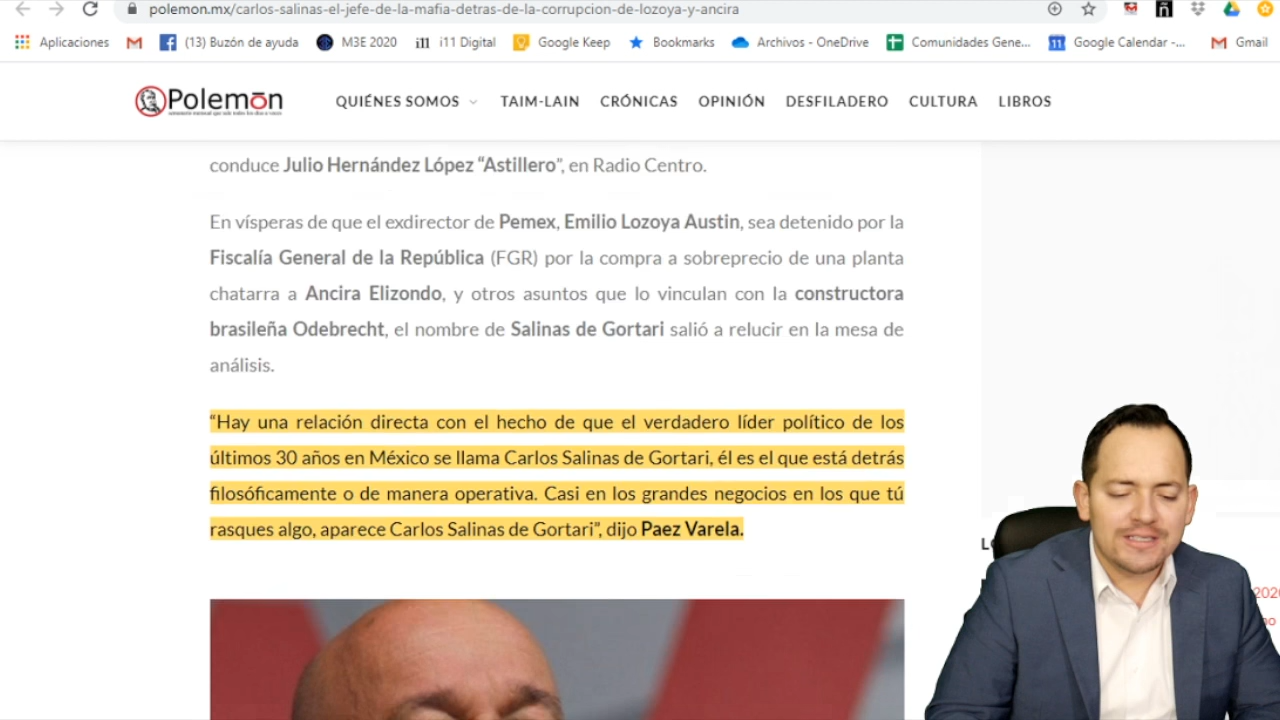 polemon.mx/carlos-salinas-el-jefe-de-la-mafia-detras-de-la-corrupcion-de-lozoya-y-ancira
Aplicaciones (13) Buzón de ayuda M3E 2020 i11 Digital Google Keep Bookmarks Archivos - OneDrive Comunidades Gene... Google Calendar -... Gmail
Polemōn QUIÉNES SOMOS TAIM-LAIN CRÓNICAS OPINIÓN DESFILADERO CULTURA LIBROS
conduce Julio Hernández López “Astillero”, en Radio Centro.
En vísperas de que el exdirector de Pemex, Emilio Lozoya Austin, sea detenido por la
Fiscalía General de la República (FGR) por la compra a sobreprecio de una planta
chatarra a Ancira Elizondo, y otros asuntos que lo vinculan con la constructora
brasileña Odebrecht, el nombre de Salinas de Gortari salió a relucir en la mesa de
análisis.
“Hay una relación directa con el hecho de que el verdadero líder político de los
últimos 30 años en México se llama Carlos Salinas de Gortari, él es el que está detrás
filosóficamente o de manera operativa. Casi en los grandes negocios en los que tú
rasques algo, aparece Carlos Salinas de Gortari”, dijo Paez Varela.